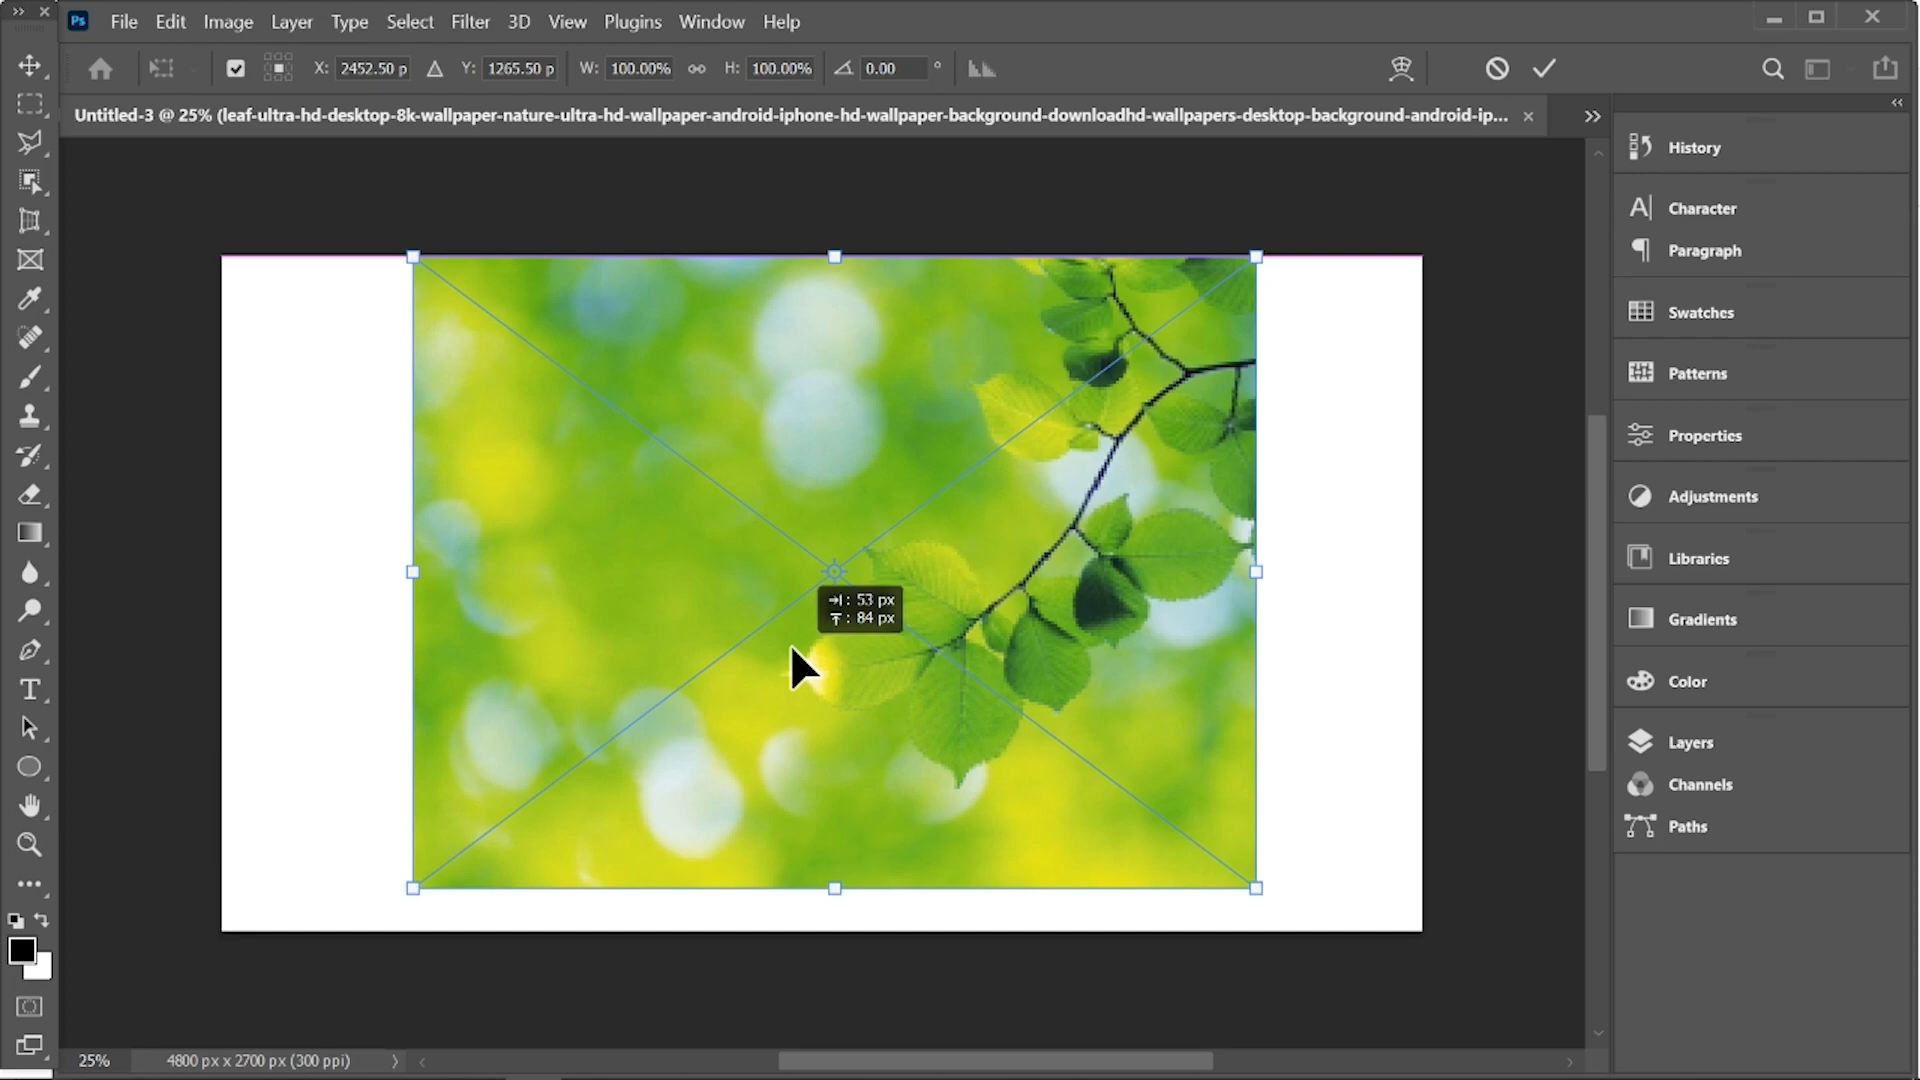 Ps File Edit Image Layer Type Select Filter 3D View Plugins Window Help
X: 2452.50 p Y: 1265.50 p W: 100.00% H: 100.00% 0.00 °
Untitled-3 @ 25% (leaf-ultra-hd-desktop-8k-wallpaper-nature-ultra-hd-wallpaper-android-iphone-hd-wallpaper-background-downloadhd-wallpapers-desktop-background-android-ip...
History
Character
Paragraph
Swatches
Patterns
Properties
Adjustments
Libraries
Gradients
Color
Layers
Channels
Paths
: 53 px
: 84 px
25% 4800 px x 2700 px (300 ppi)